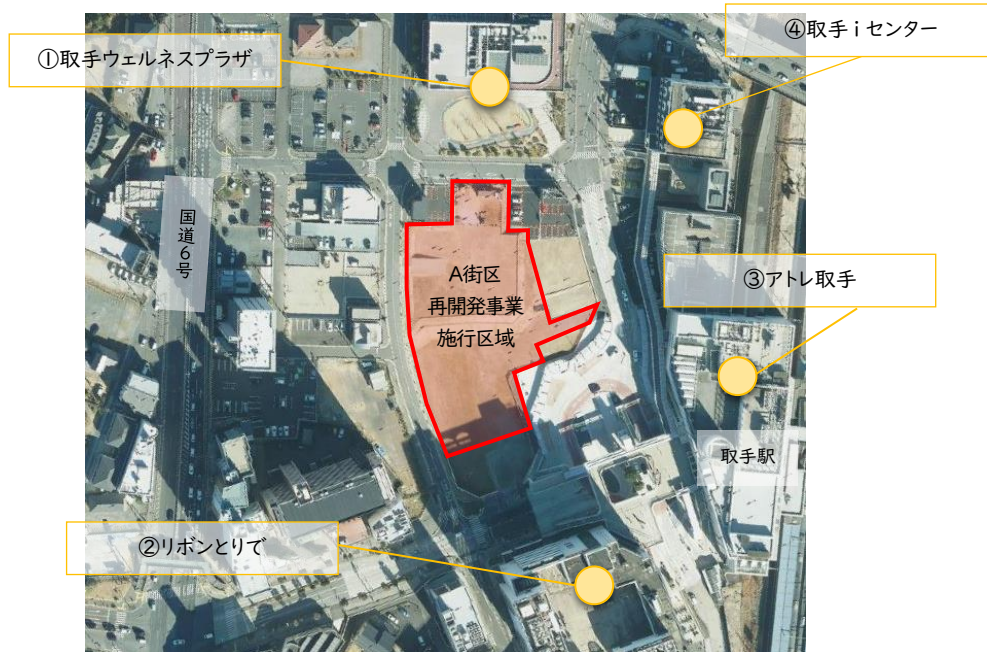 ④取手iセンター
①取手ウェルネスプラザ
国道6号
A街区
再開発事業
施行区域
③アトレ取手
取手駅
②リボンとりで